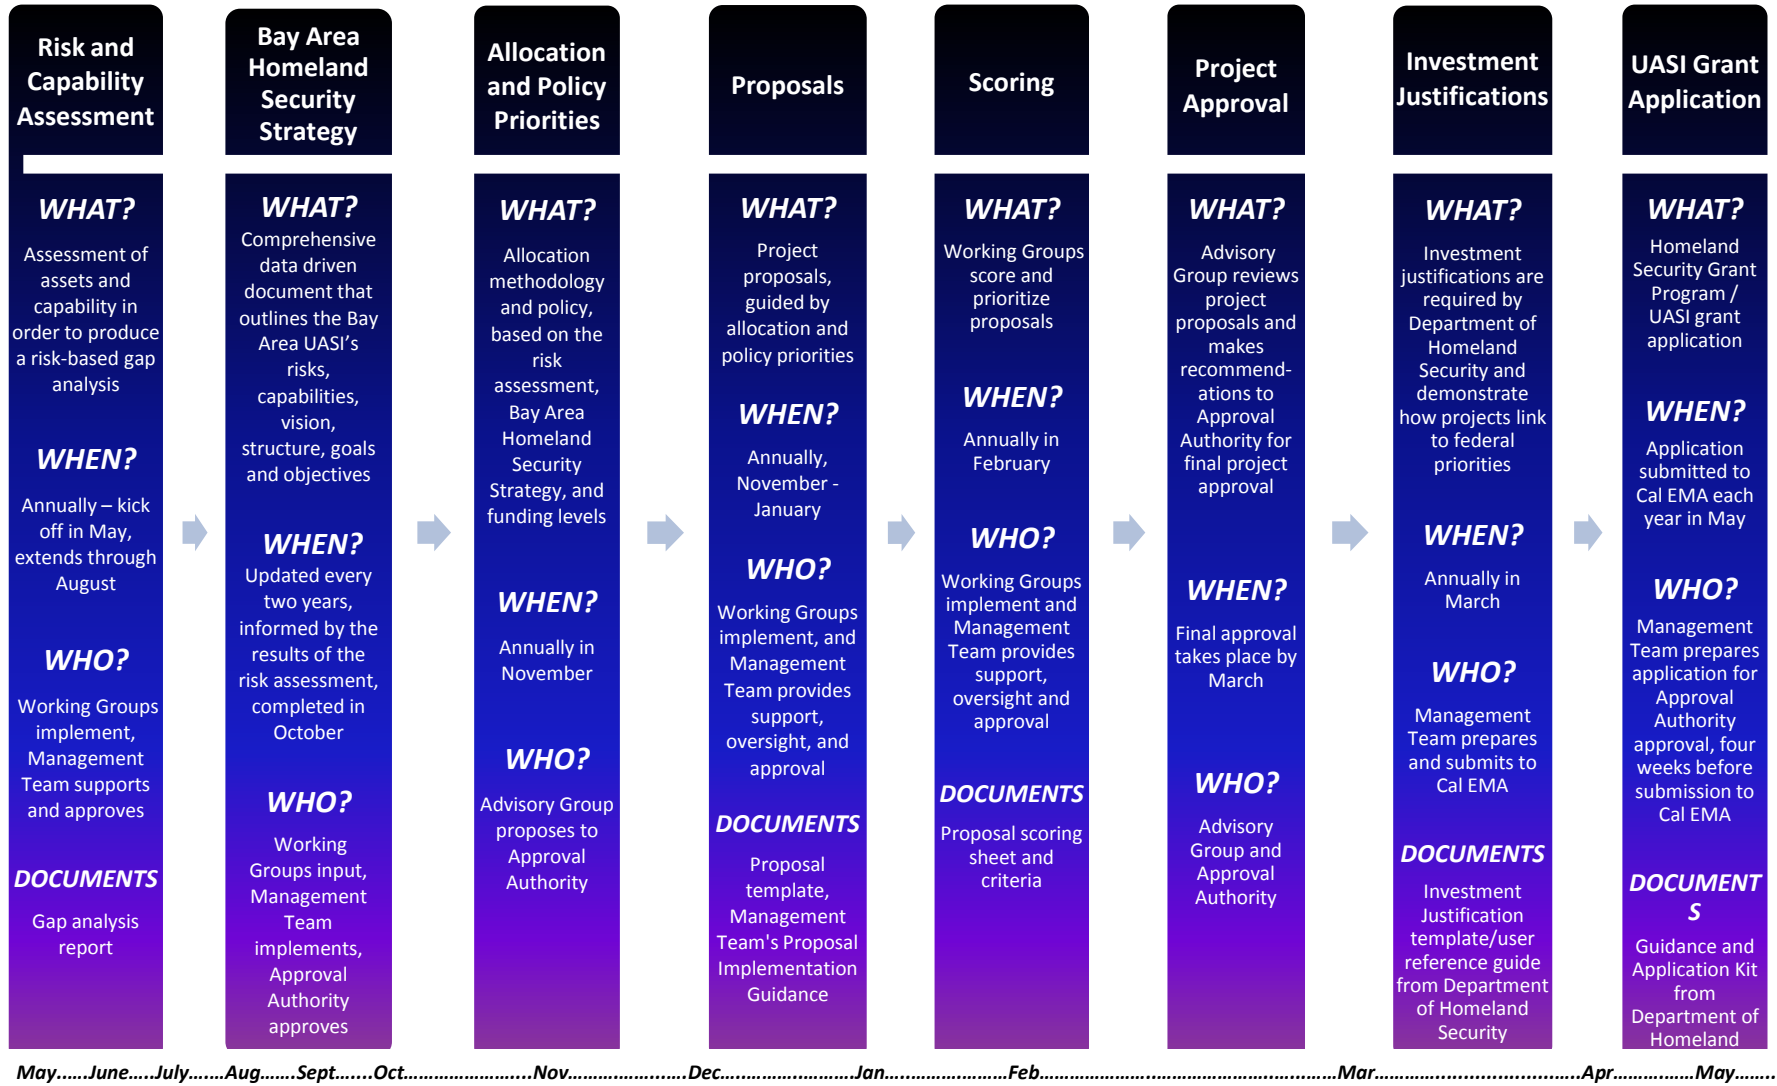 Risk and
Capability
Assessment
WHAT?
Assessment of
assets and
capability in
order to produce
a risk-based gap
analysis
WHEN?
Annually – kick
off in May,
extends through
August
WHO?
Working Groups
implement,
Management
Team supports
and approves
DOCUMENTS
Gap analysis
report
Bay Area
Homeland
Security
Strategy
WHAT?
Comprehensive
data driven
document that
outlines the Bay
Area UASI’s
risks,
capabilities,
vision,
structure, goals
and objectives
WHEN?
Updated every
two years,
informed by the
results of the
risk assessment,
completed in
October
WHO?
Working
Groups input,
Management
Team
implements,
Approval
Authority
approves
Allocation
and Policy
Priorities
WHAT?
Allocation
methodology
and policy,
based on the
risk
assessment,
Bay Area
Homeland
Security
Strategy, and
funding levels
WHEN?
Annually in
November
WHO?
Advisory Group
proposes to
Approval
Authority
Proposals
WHAT?
Project
proposals,
guided by
allocation and
policy priorities
WHEN?
Annually,
November -
January
WHO?
Working Groups
implement, and
Management
Team provides
support,
oversight, and
approval
DOCUMENTS
Proposal
template,
Management
Team's Proposal
Implementation
Guidance
Scoring
WHAT?
Working Groups
score and
prioritize
proposals
WHEN?
Annually in
February
WHO?
Working Groups
implement and
Management
Team provides
support,
oversight and
approval
DOCUMENTS
Proposal scoring
sheet and
criteria
Project
Approval
WHAT?
Advisory
Group reviews
project
proposals and
makes
recommend-
ations to
Approval
Authority for
final project
approval
WHEN?
Final approval
takes place by
March
WHO?
Advisory
Group and
Approval
Authority
Investment
Justifications
WHAT?
Investment
justifications are
required by
Department of
Homeland
Security and
demonstrate
how projects link
to federal
priorities
WHEN?
Annually in
March
WHO?
Management
Team prepares
and submits to
Cal EMA
DOCUMENTS
Investment
Justification
template/user
reference guide
from Department
of Homeland
Security
UASI Grant
Application
WHAT?
Homeland
Security Grant
Program /
UASI grant
application
WHEN?
Application
submitted to
Cal EMA each
year in May
WHO?
Management
Team prepares
application for
Approval
Authority
approval, four
weeks before
submission to
Cal EMA
DOCUMENT
S
Guidance and
Application Kit
from
Department of
Homeland
May……June…..July…….Aug…….Sept…....Oct…………………....Nov………………....Dec…………………….Jan………………….Feb………………………………………………Mar………………………………Apr……………May……..